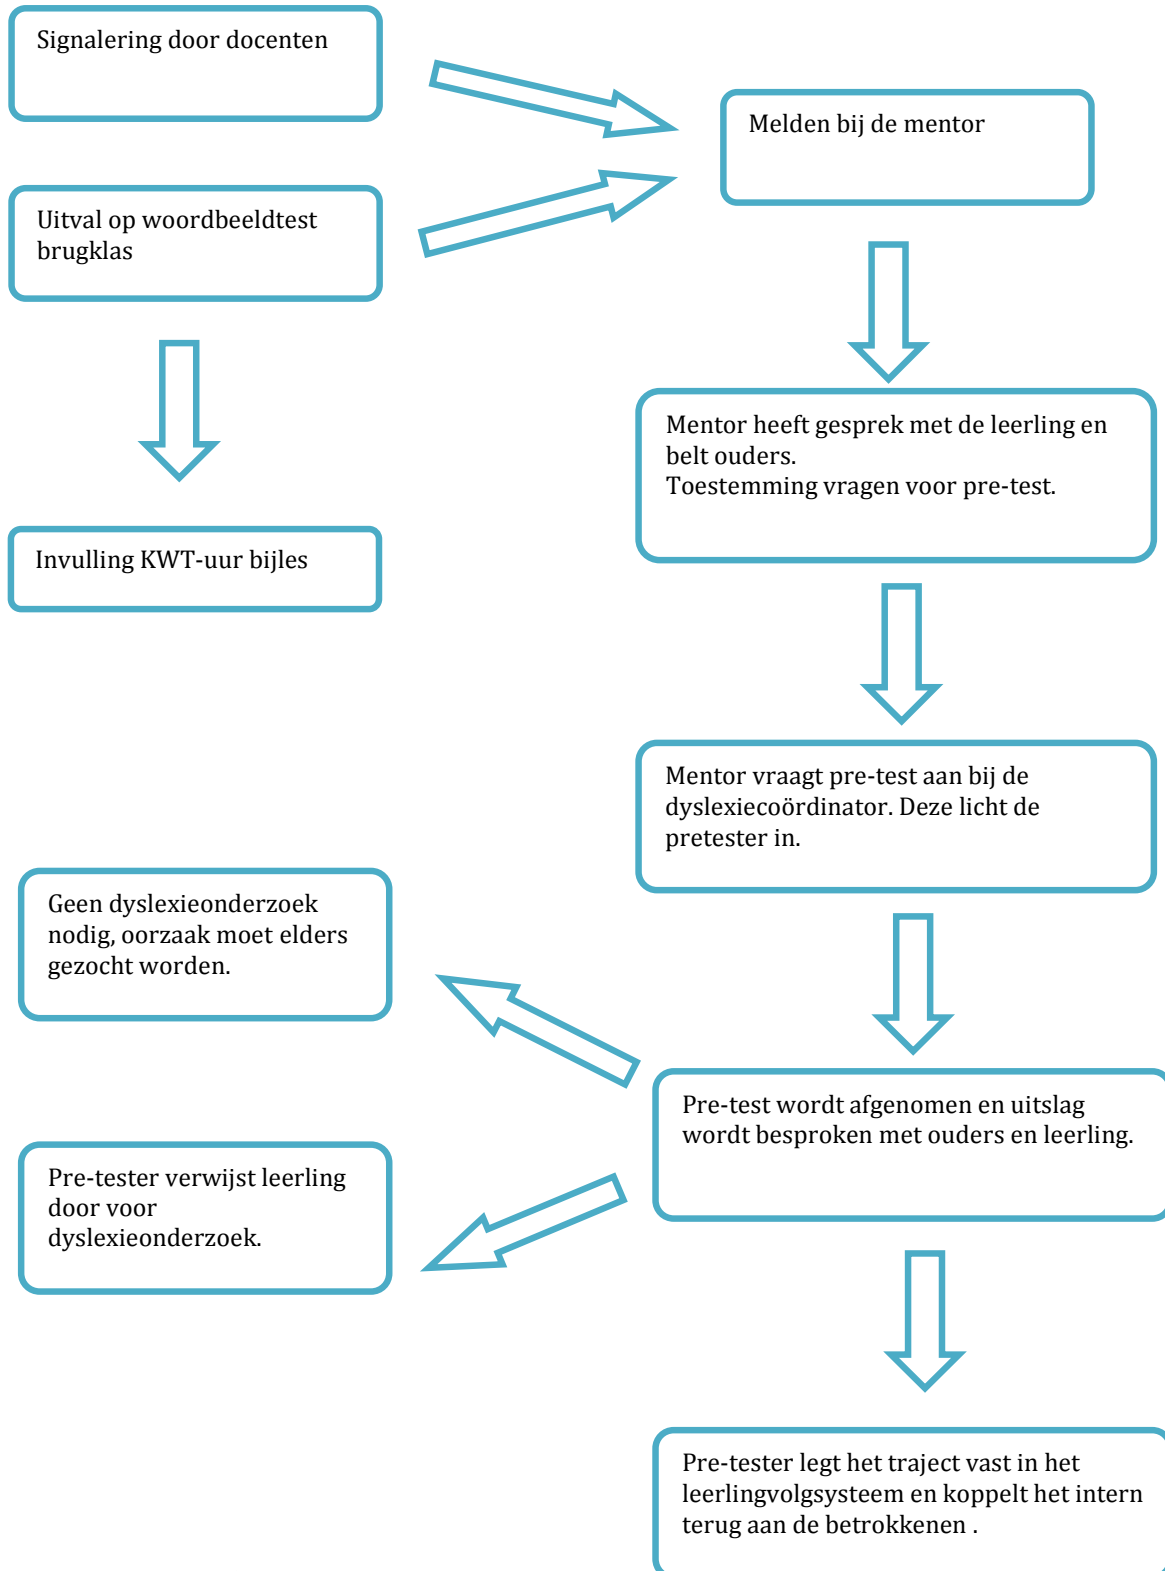 Signalering door docenten
Melden bij de mentor
Uitval op woordbeeldtest
brugklas
Mentor heeft gesprek met de leerling en
belt ouders.
Toestemming vragen voor pre-test.
Invulling KWT-uur bijles
Mentor vraagt pre-test aan bij de
dyslexiecoördinator. Deze licht de
pretester in.
Geen dyslexieonderzoek
nodig, oorzaak moet elders
gezocht worden.
Pre-test wordt afgenomen en uitslag
wordt besproken met ouders en leerling.
Pre-tester verwijst leerling
door voor
dyslexieonderzoek.
Pre-tester legt het traject vast in het
leerlingvolgsysteem en koppelt het intern
terug aan de betrokkenen .